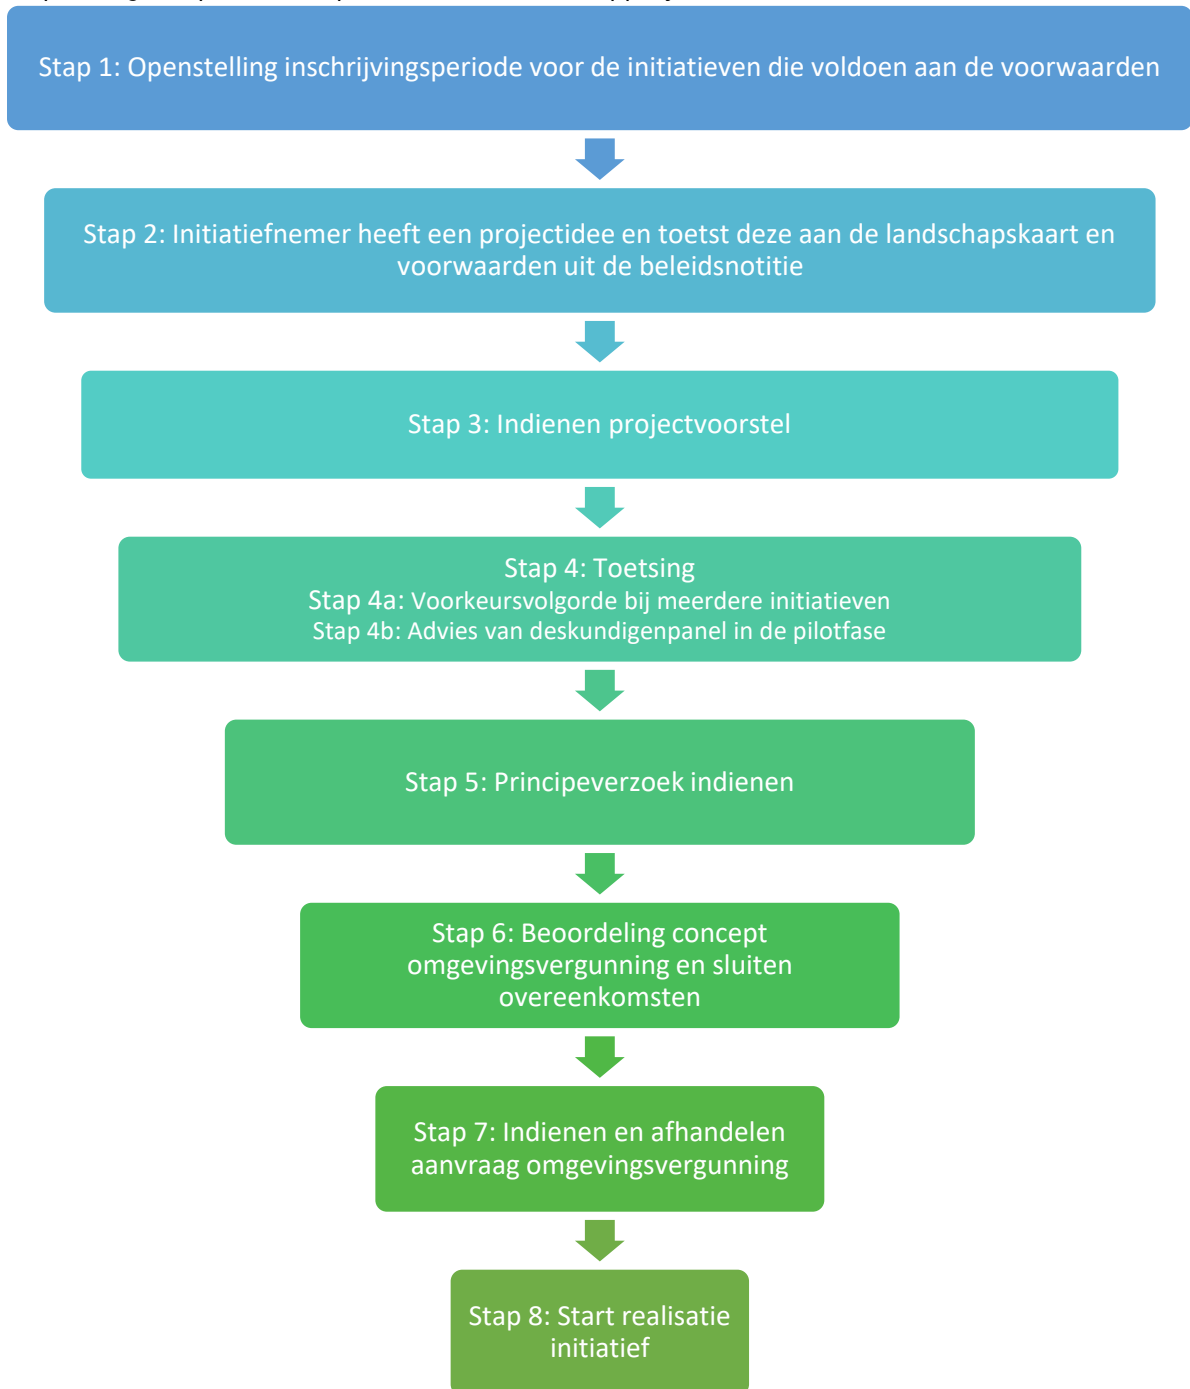 Stap 1: Openstelling inschrijvingsperiode voor de initiatieven die voldoen aan de voorwaarden
Stap 2: Initiatiefnemer heeft een projectidee en toetst deze aan de landschapskaart en
voorwaarden uit de beleidsnotitie
Stap 3: Indienen projectvoorstel
Stap 4: Toetsing
Stap 4a: Voorkeursvolgorde bij meerdere initiatieven
Stap 4b: Advies van deskundigenpanel in de pilotfase
Stap 5: Principeverzoek indienen
Stap 6: Beoordeling concept
omgevingsvergunning en sluiten
overeenkomsten
Stap 7: Indienen en afhandelen
aanvraag omgevingsvergunning
Stap 8: Start realisatie
initiatief